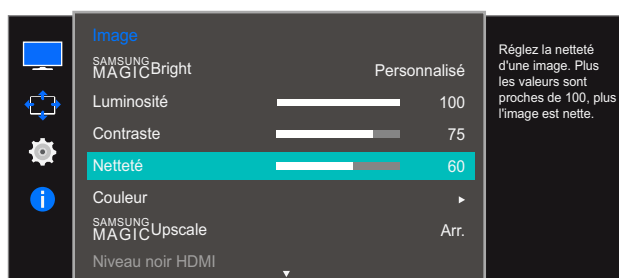 Image
SAMSUNG
MAGICBright Personnalisé
Luminosité 100
Contraste 75
Netteté 60
Couleur
SAMSUNG
MAGICUpscale Arr.
Niveau noir HDMI
Réglez la netteté
d'une image. Plus
les valeurs sont
proches de 100, plus
l'image est nette.